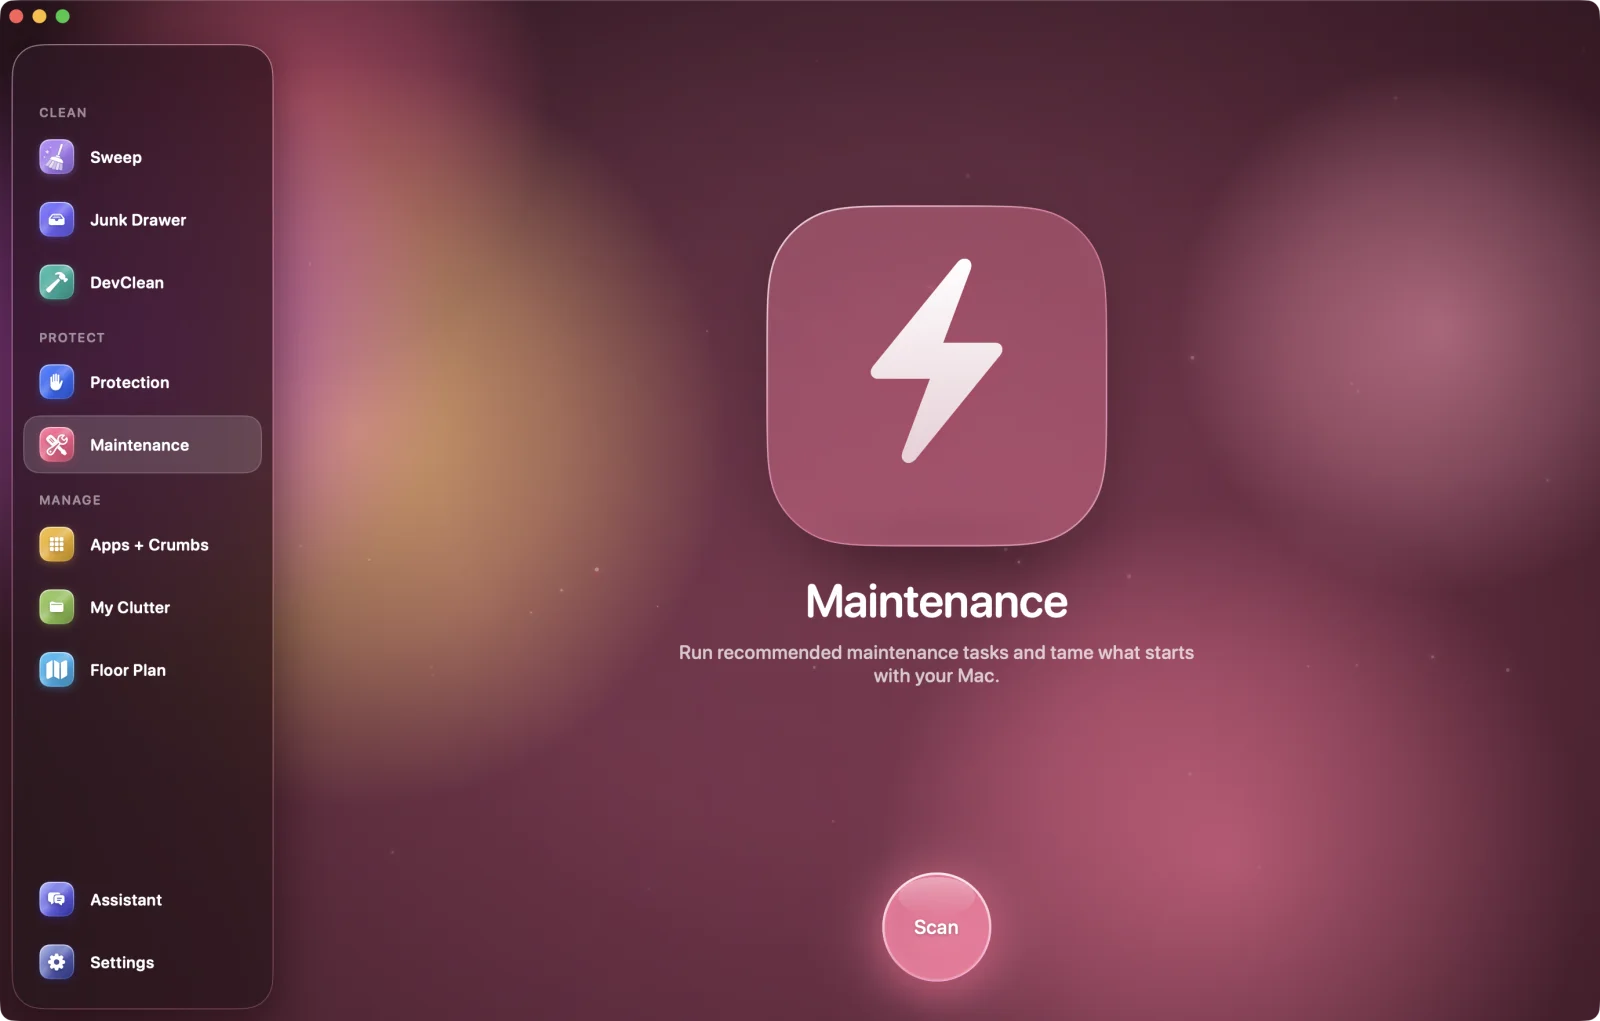 CLEAN
Sweep
Junk Drawer
DevClean
PROTECT
Protection
Maintenance
MANAGE
Apps + Crumbs
My Clutter
Floor Plan
Assistant
Settings
Maintenance
Run recommended maintenance tasks and tame what starts
with your Mac.
Scan